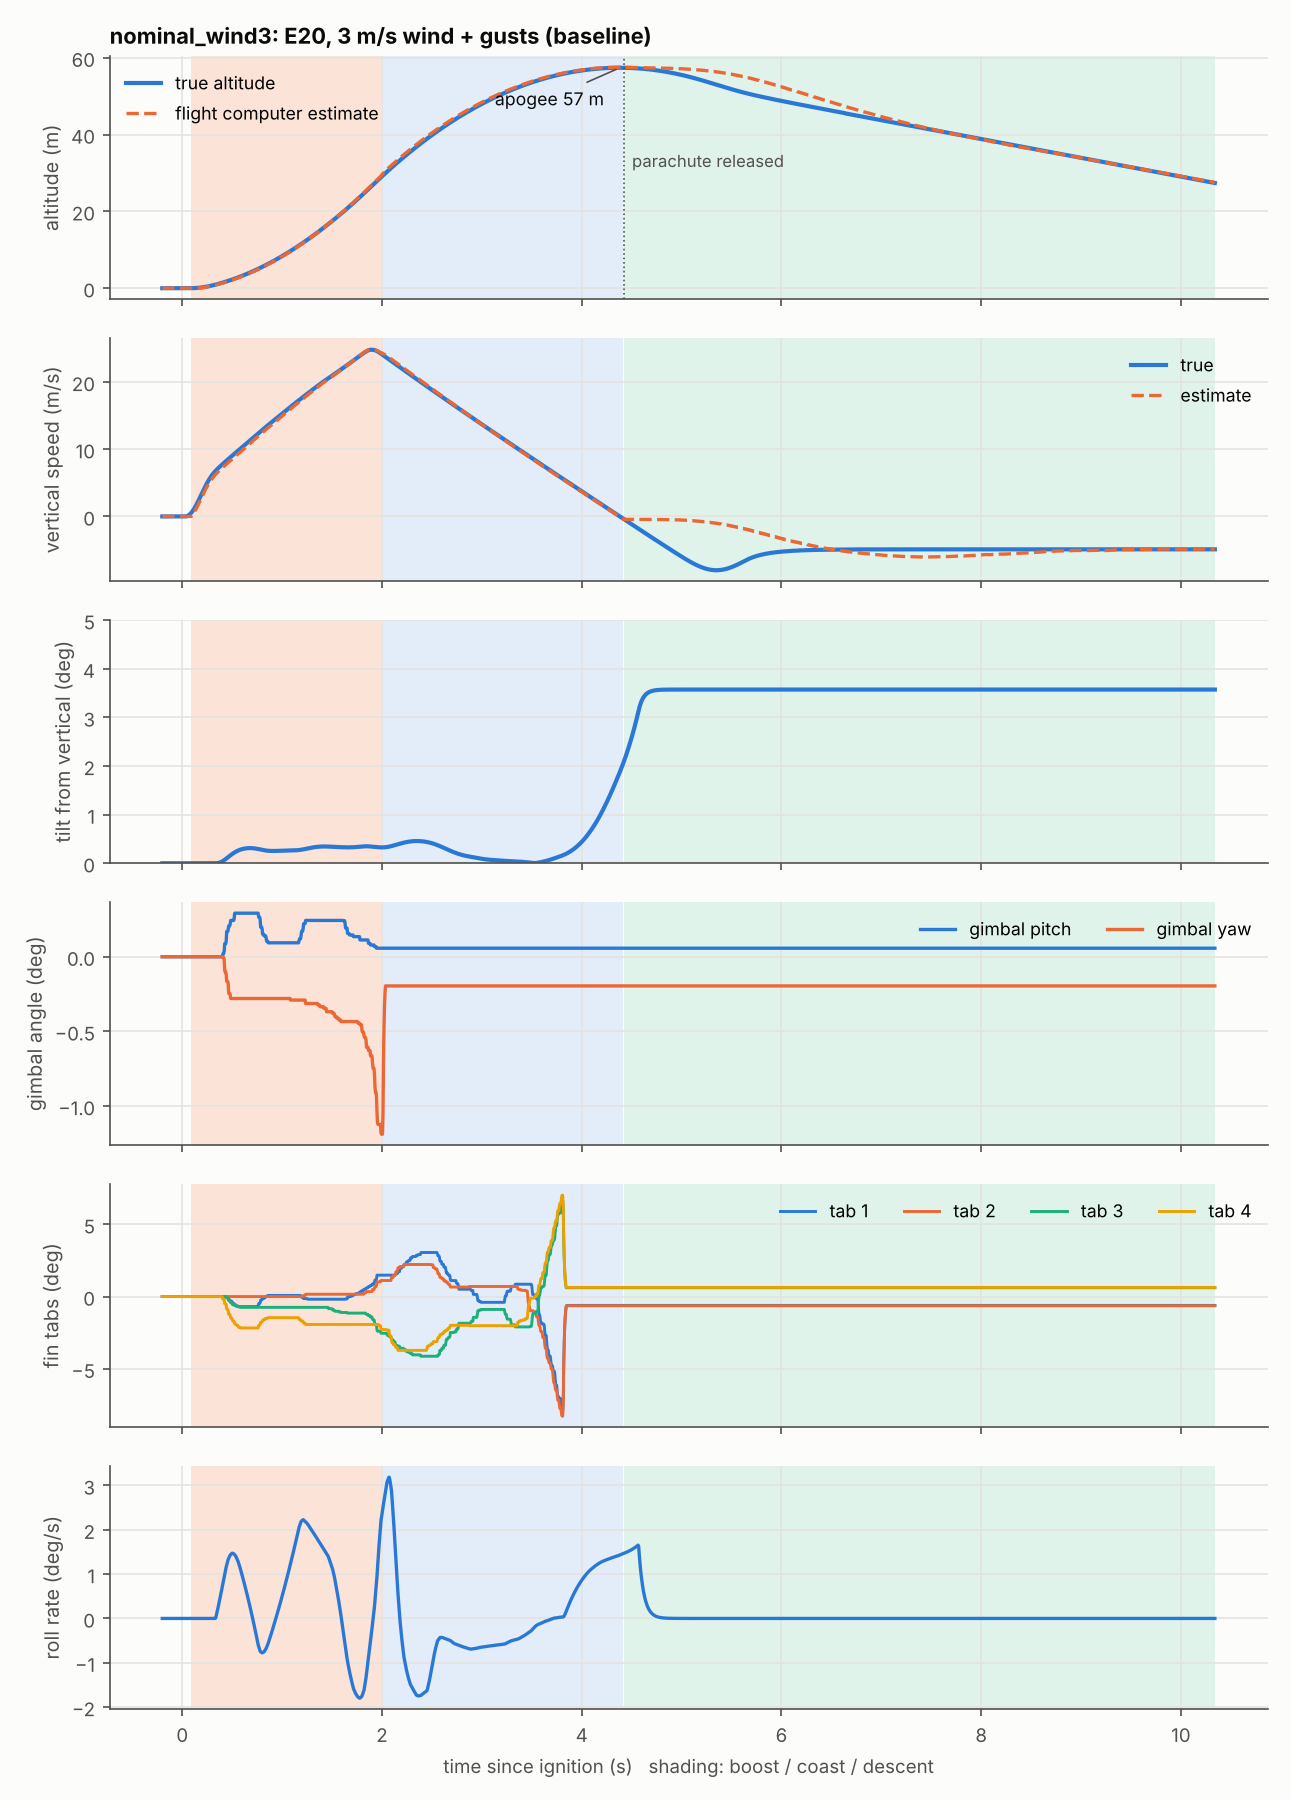 nominal_wind3: E20, 3 m/s wind + gusts (baseline)
altitude (m)
60
40
20
0
true altitude
flight computer estimate
apogee 57 m
parachute released
vertical speed (m/s)
20
10
0
true
estimate
tilt from vertical (deg)
5
4
3
2
1
0
gimbal angle (deg)
0.0
−0.5
−1.0
gimbal pitch gimbal yaw
fin tabs (deg)
5
0
−5
tab 1 tab 2 tab 3 tab 4
roll rate (deg/s)
3
2
1
0
−1
−2
0 2 4 6 8 10
time since ignition (s) shading: boost / coast / descent